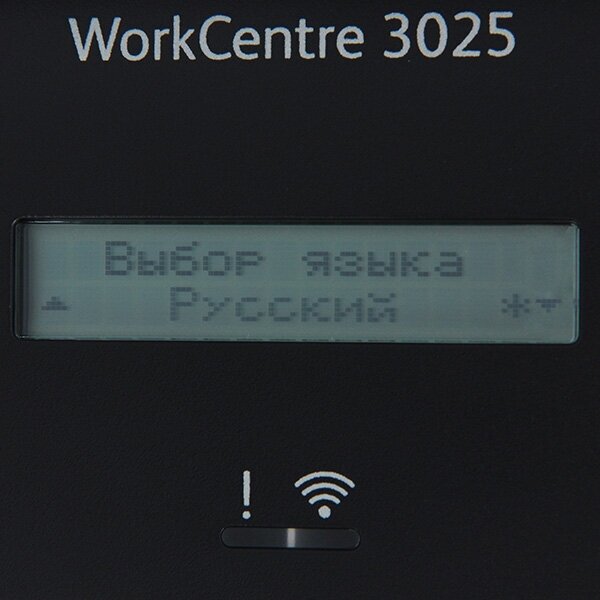 WorkCentre 3025
Выбор языка
Русский *
!